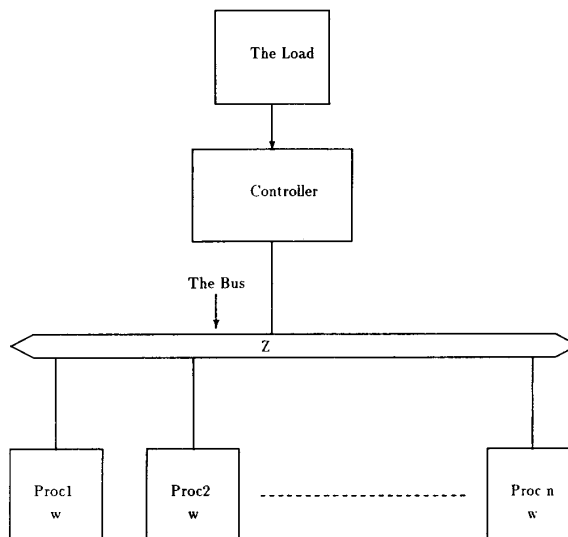 The Load
Controller
The Bus
Z
Proc1
w
Proc2
w
Proc n
w